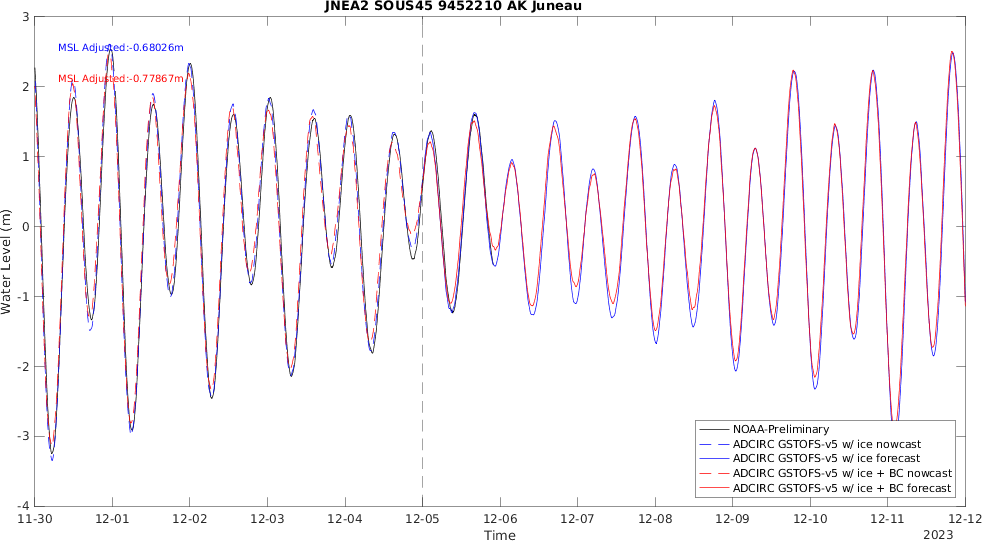 JNEA2 SOUS45 9452210 AK Juneau
3
2
1
0
-1
-2
-3
-4
Water Level (m)
MSL Adjusted:-0.68026m
MSL Adjusted:-0.77867m
NOAA-Preliminary
ADCIRC GSTOFS-v5 w/ ice nowcast
ADCIRC GSTOFS-v5 w/ ice forecast
ADCIRC GSTOFS-v5 w/ ice + BC nowcast
ADCIRC GSTOFS-v5 w/ ice + BC forecast
11-30 12-01 12-02 12-03 12-04 12-05 12-06 12-07 12-08 12-09 12-10 12-11 12-12
Time
2023